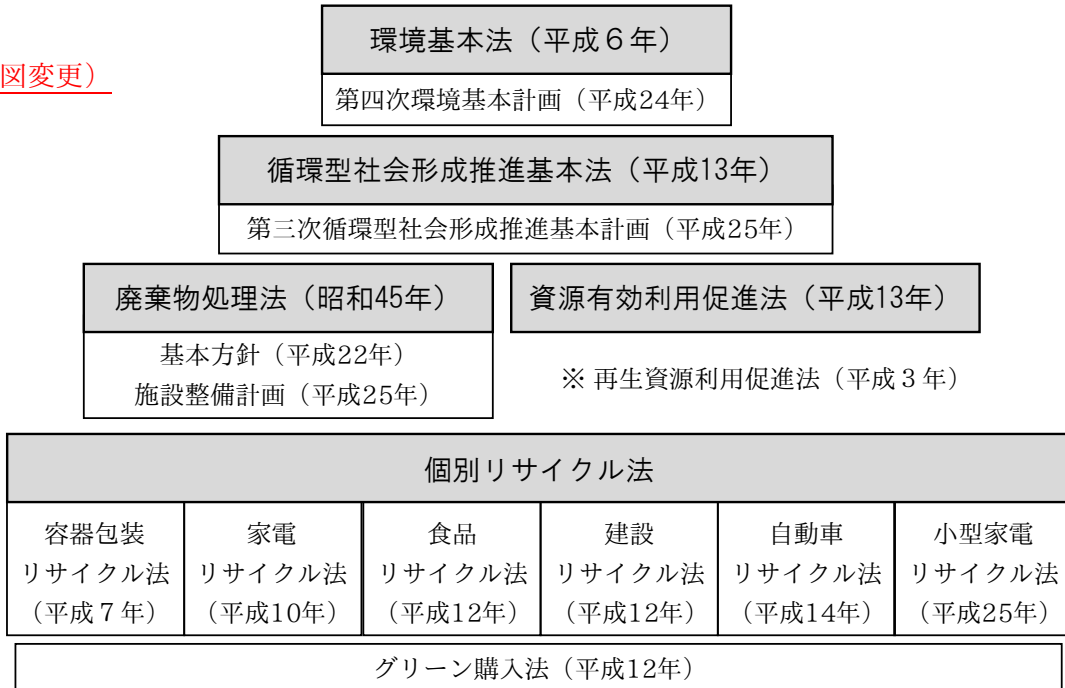 環境基本法（平成６年）
図変更）
第四次環境基本計画（平成24年）
循環型社会形成推進基本法（平成13年）
第三次循環型社会形成推進基本計画（平成25年）
廃棄物処理法（昭和45年）
資源有効利用促進法（平成13年）
基本方針（平成22年）
施設整備計画（平成25年）
※ 再生資源利用促進法（平成３年）
個別リサイクル法
容器包装
リサイクル法
（平成７年）
家電
リサイクル法
（平成10年）
食品
リサイクル法
（平成12年）
建設
リサイクル法
（平成12年）
自動車
リサイクル法
（平成14年）
小型家電
リサイクル法
（平成25年）
グリーン購入法（平成12年）